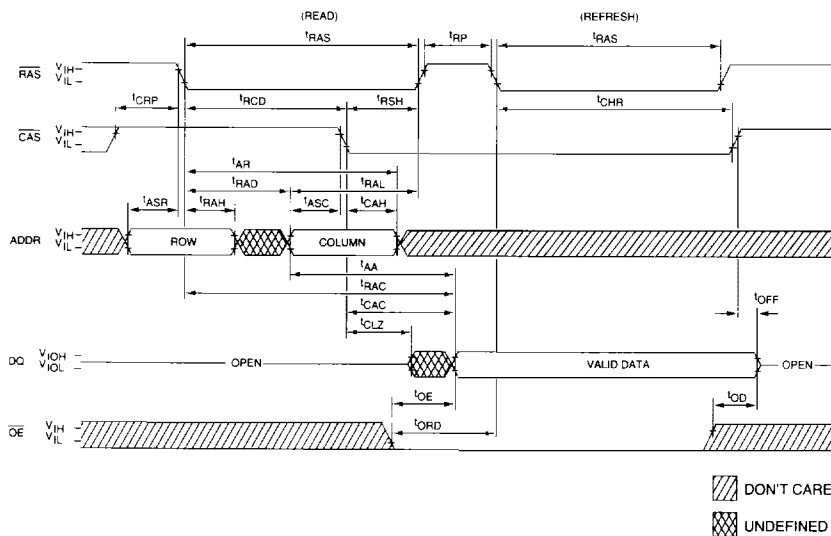 (READ) (REFRESH)
tRAS tRP tRAS
RAS VIH VIL
tCRP tRCD tRSH tCHR
CAS VIH VIL
tAR
tRAD tRAL
tASR tRAH tASC tCAH
ADDR VIH VIL ROW COLUMN
tAA
tRAC
tCAC tOFF
tCLZ
DQ VIOH VIOL OPEN VALID DATA OPEN
tOE tOD
OE VIH VIL tORD
DON'T CARE
UNDEFINED